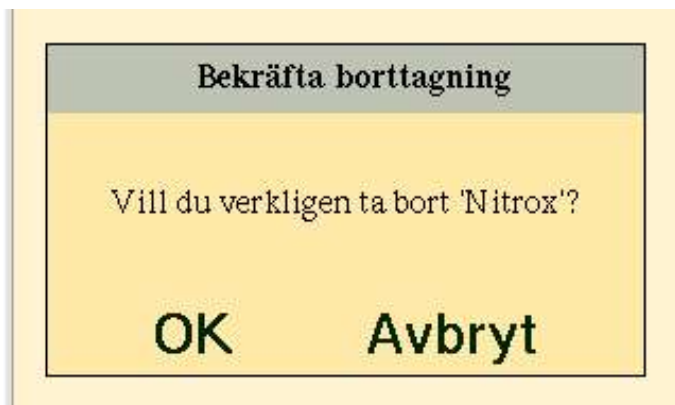 Bekräfta borttagning
Vill du verkligen ta bort 'Nitrox'?
OK Avbryt